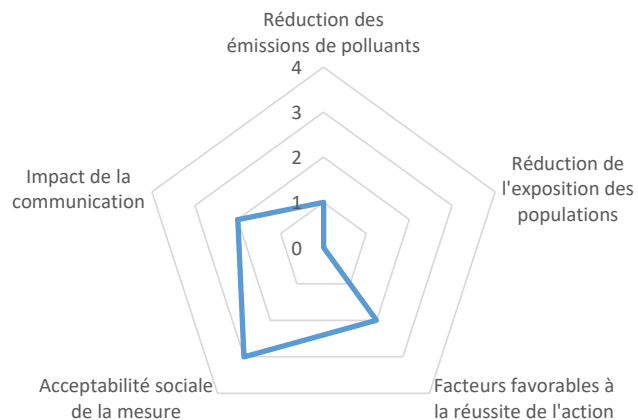 Réduction des
émissions de polluants
4
3
2
1
0
Réduction de
l'exposition des
populations
Impact de la
communication
Facteurs favorables à
la réussite de l'action
Acceptabilité sociale
de la mesure